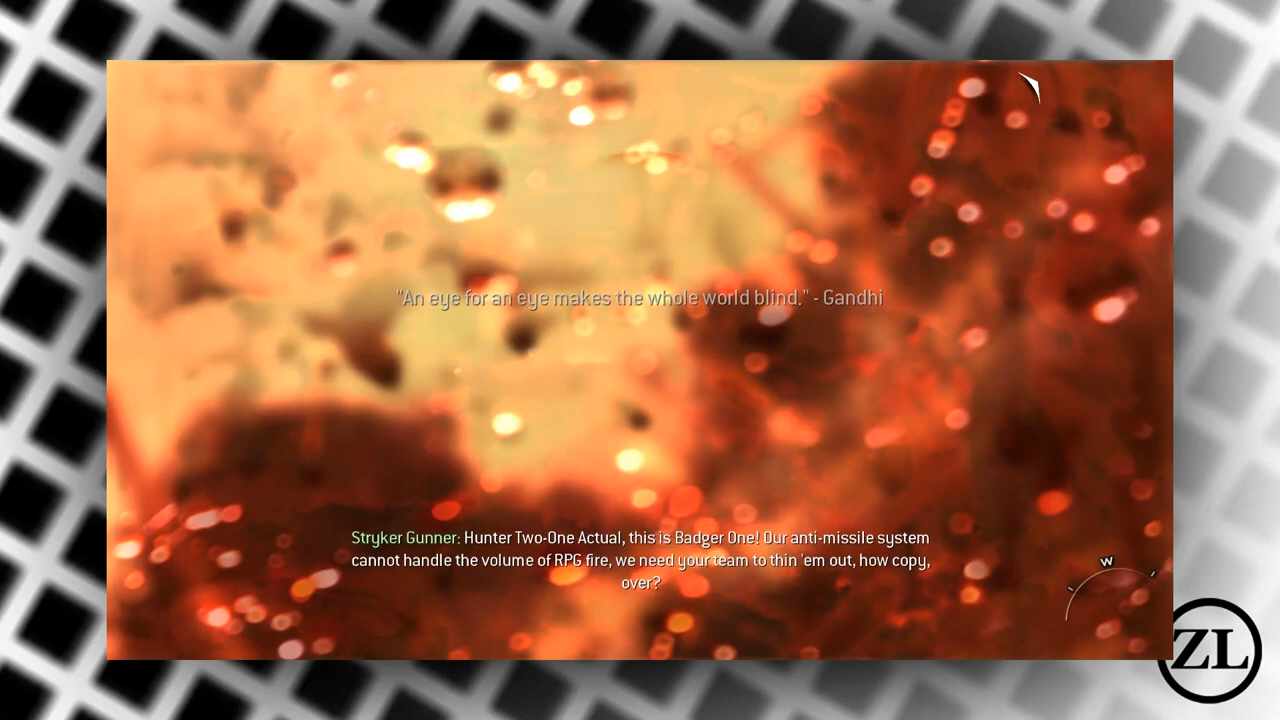 "An eye for an eye makes the whole world blind." - Gandhi
Stryker Gunner: Hunter Two-One Actual, this is Badger One! Our anti-missile system
cannot handle the volume of RPG fire, we need your team to thin 'em out, how copy,
over?
W
ZL